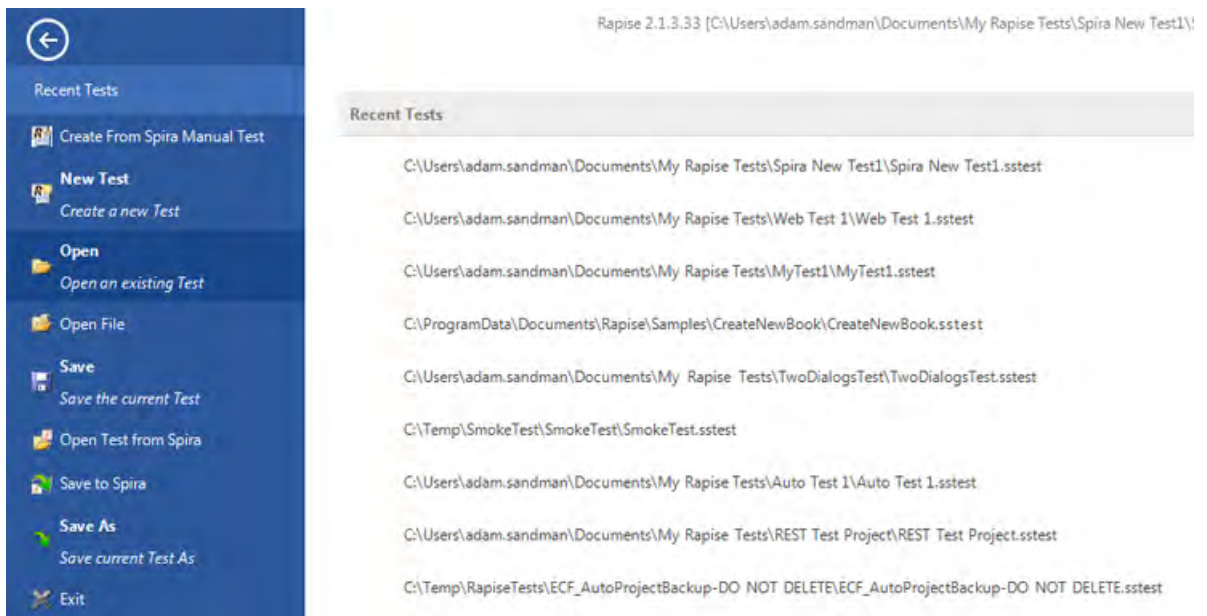 Rapise 2.1.3.33 [C:\Users\adam.sandman\Documents\My Rapise Tests\Spira New Test1\
Recent Tests
Create From Spira Manual Test
New Test
Create a new Test
Open
Open an existing Test
Open File
Save
Save the current Test
Open Test from Spira
Save to Spira
Save As
Save current Test As
Exit
Recent Tests
C:\Users\adam.sandman\Documents\My Rapise Tests\Spira New Test1\Spira New Test1.sstest
C:\Users\adam.sandman\Documents\My Rapise Tests\Web Test 1\Web Test 1.sstest
C:\Users\adam.sandman\Documents\My Rapise Tests\MyTest1\MyTest1.sstest
C:\ProgramData\Documents\Rapise\Samples\CreateNewBook\CreateNewBook.sstest
C:\Users\adam.sandman\Documents\My Rapise Tests\TwoDialogsTest\TwoDialogsTest.sstest
C:\Temp\SmokeTest\SmokeTest\SmokeTest.sstest
C:\Users\adam.sandman\Documents\My Rapise Tests\Auto Test 1\Auto Test 1.sstest
C:\Users\adam.sandman\Documents\My Rapise Tests\REST Test Project\REST Test Project.sstest
C:\Temp\RapiseTests\ECF_AutoProjectBackup-DO NOT DELETE\ECF_AutoProjectBackup-DO NOT DELETE.sstest